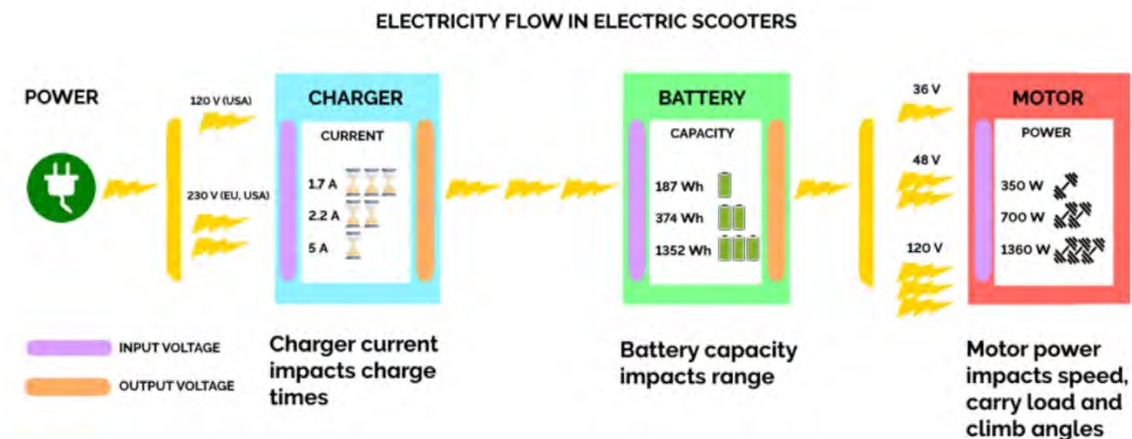 ELECTRICITY FLOW IN ELECTRIC SCOOTERS
POWER
120 V (USA)
230 V (EU, USA)
CHARGER
CURRENT
1.7 A
2.2 A
5 A
BATTERY
CAPACITY
187 Wh
374 Wh
1352 Wh
36 V
48 V
120 V
MOTOR
POWER
350 W
700 W
1360 W
INPUT VOLTAGE
OUTPUT VOLTAGE
Charger current
impacts charge
times
Battery capacity
impacts range
Motor power
impacts speed,
carry load and
climb angles